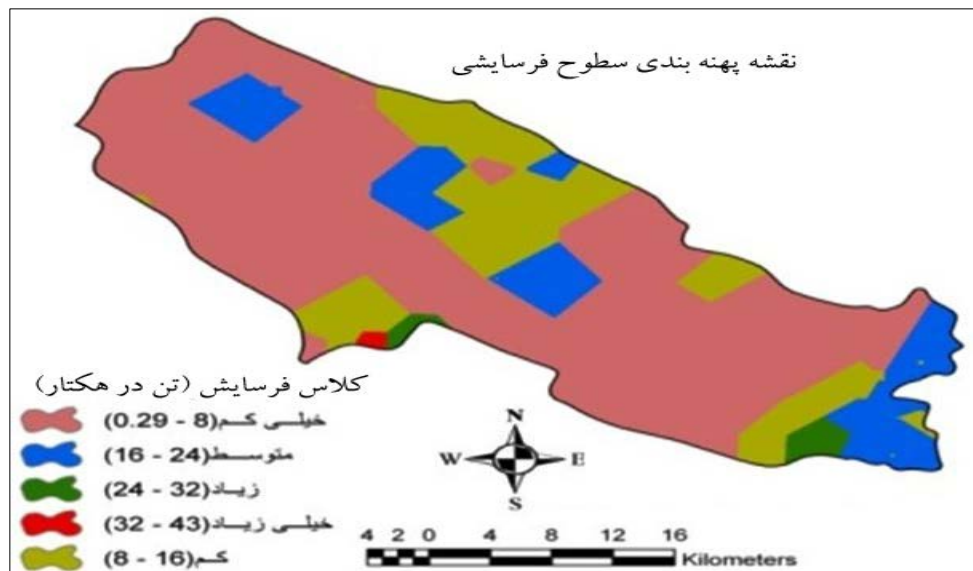 نقشه پهنه بندی سطوح فرسایشی
کلاس فرسایش (تن در هکتار)
خیلی کم(8 - 0.29)
متوسط(24 - 16)
زیاد(32 - 24)
خیلی زیاد(43 - 32)
کم(16 - 8)
N
W E
S
4 2 0 4 8 12 16
Kilometers